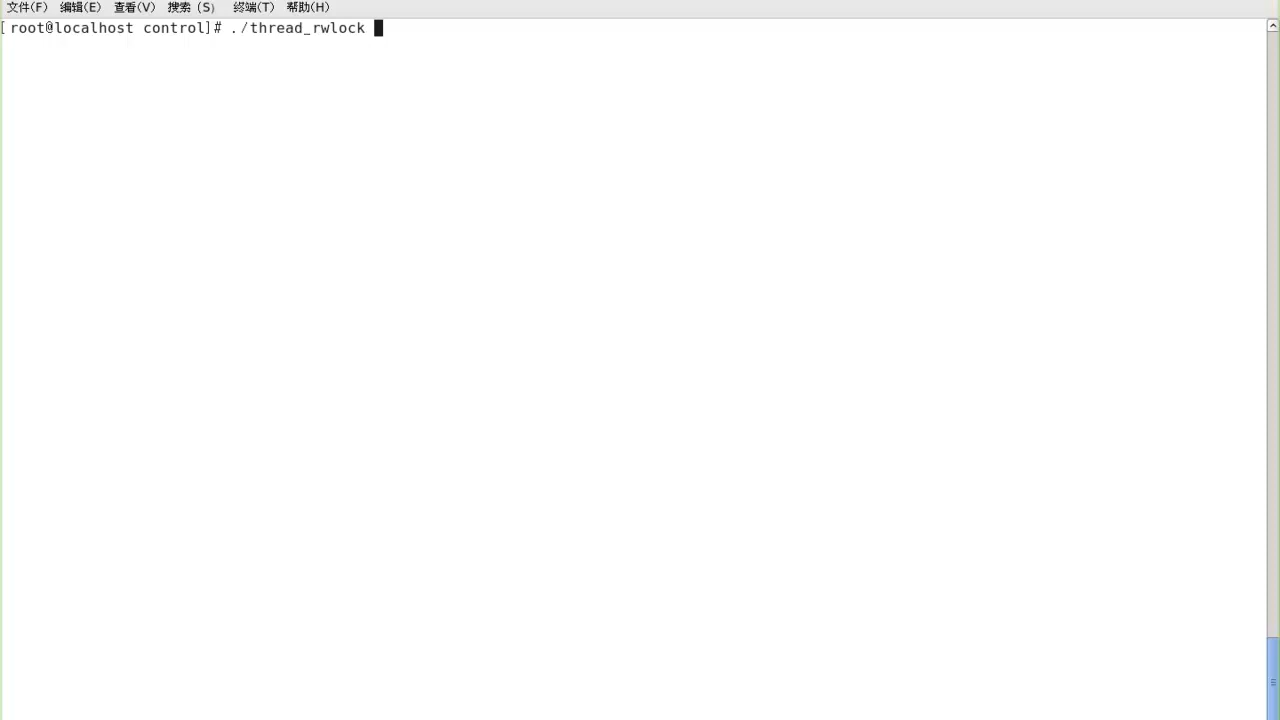 文件(F) 编辑(E) 查看(V) 搜索 (S) 终端(T) 帮助(H)
[root@localhost control]# ./thread_rwlock